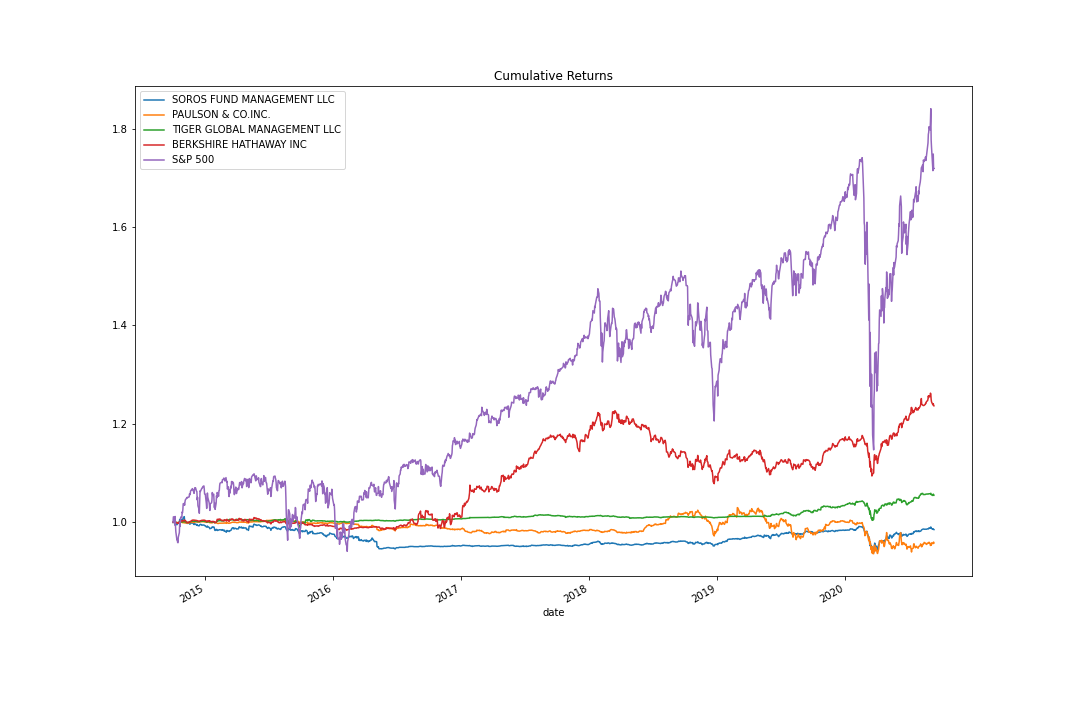 Cumulative Returns
SOROS FUND MANAGEMENT LLC
PAULSON & CO.INC.
TIGER GLOBAL MANAGEMENT LLC
BERKSHIRE HATHAWAY INC
S&P 500
1.8
1.6
1.4
1.2
1.0
2015
2016
2017
2018
2019
2020
date